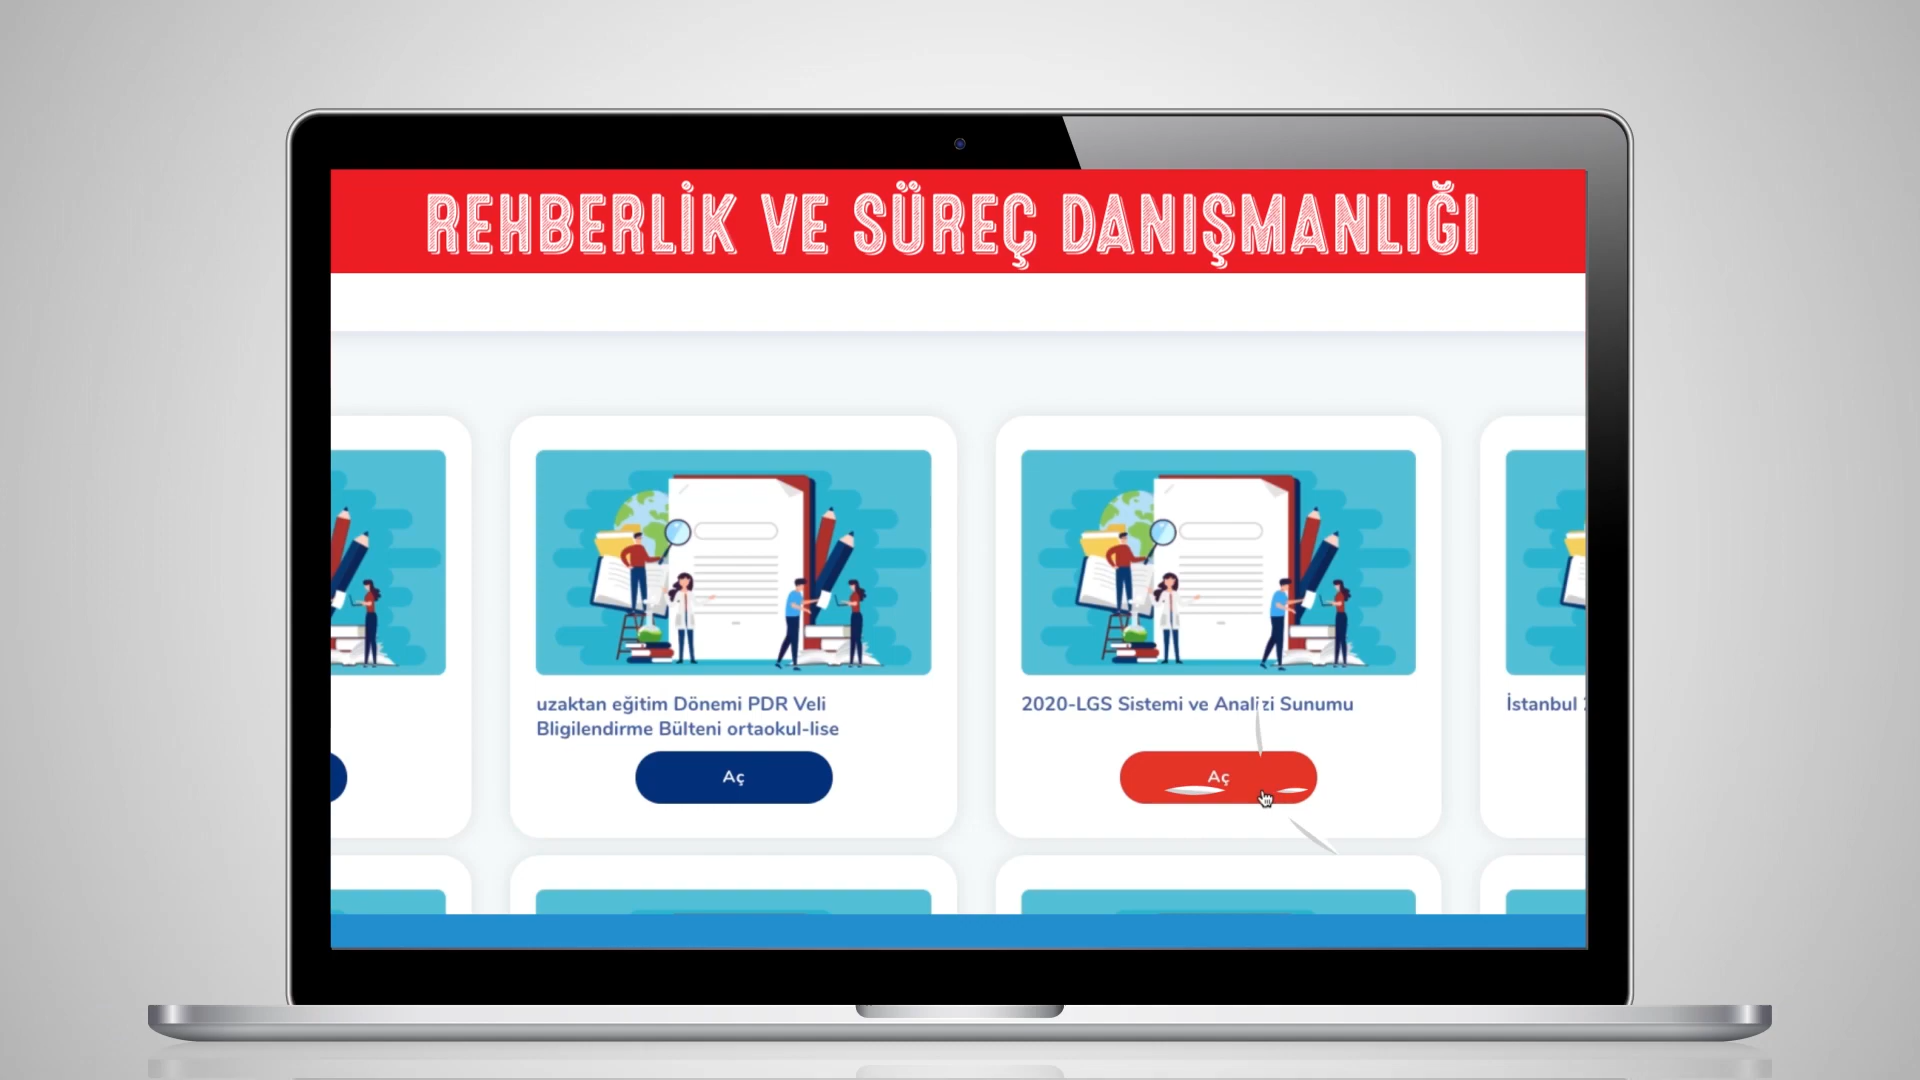 REHBERLİK VE SÜREÇ DANIŞMANLIĞI
uzaktan eğitim Dönemi PDR Veli
Bligilendirme Bülteni ortaokul-lise
Aç
2020-LGS Sistemi ve Analizi Sunumu
Aç
İstanbul